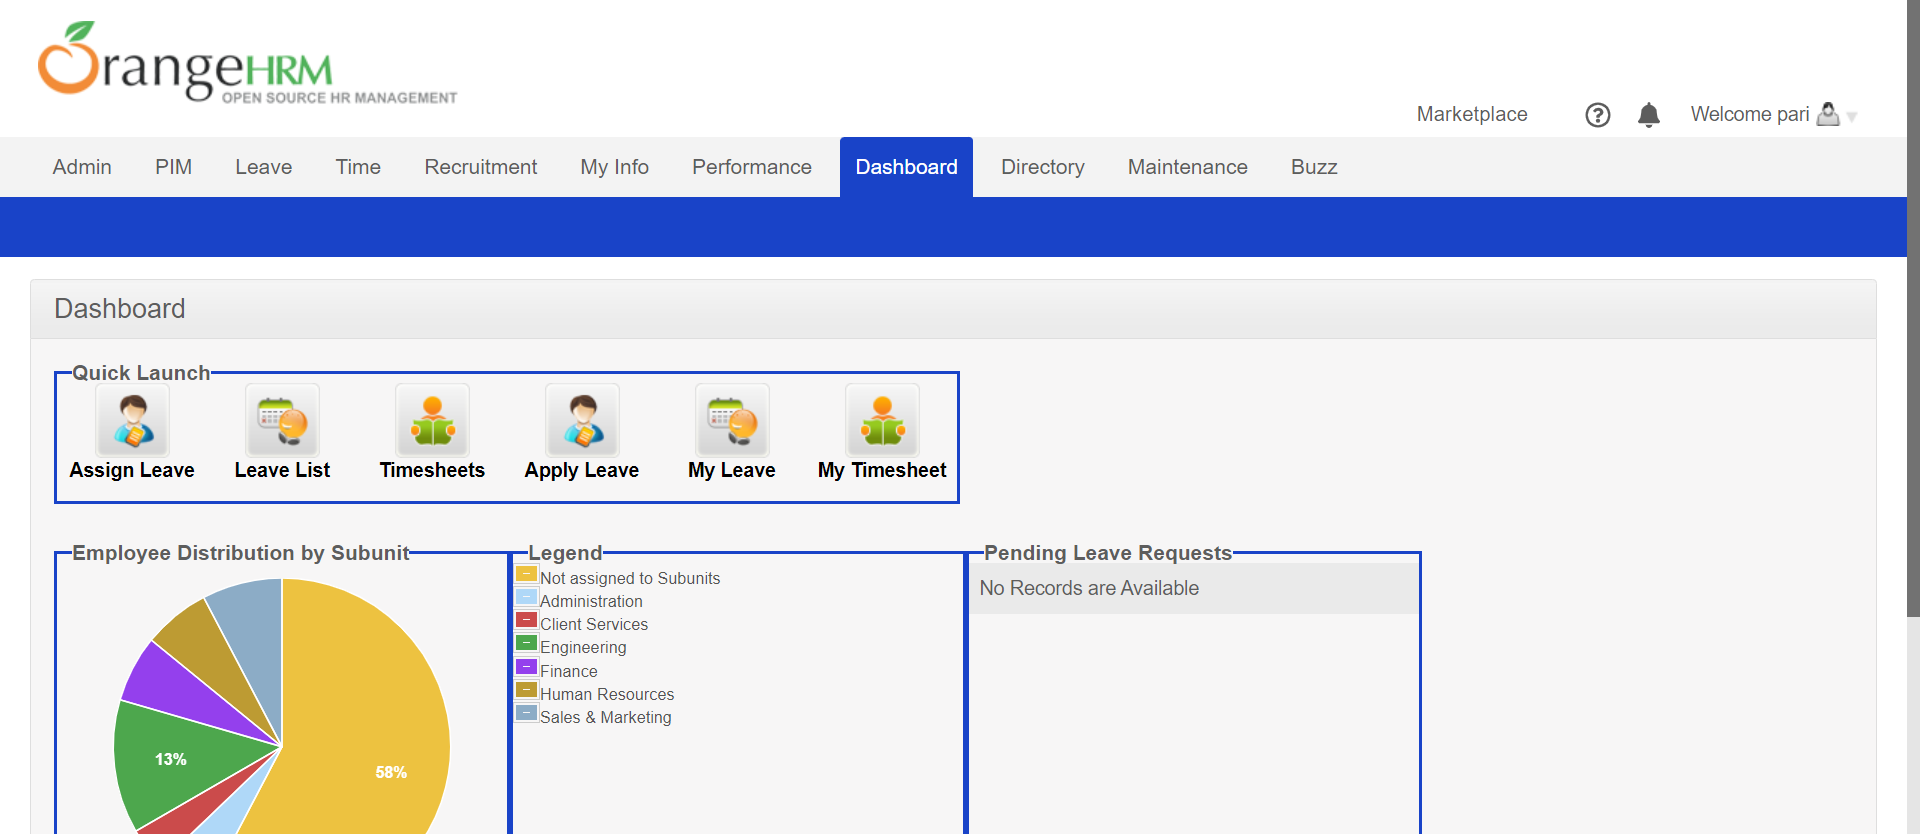 OrangeHRM
OPEN SOURCE HR MANAGEMENT
Marketplace
?
Welcome pari
Admin
PIM
Leave
Time
Recruitment
My Info
Performance
Dashboard
Directory
Maintenance
Buzz
Dashboard
Quick Launch
Assign Leave
Leave List
Timesheets
Apply Leave
My Leave
My Timesheet
Employee Distribution by Subunit
13%
58%
Legend
Not assigned to Subunits
Administration
Client Services
Engineering
Finance
Human Resources
Sales & Marketing
Pending Leave Requests
No Records are Available